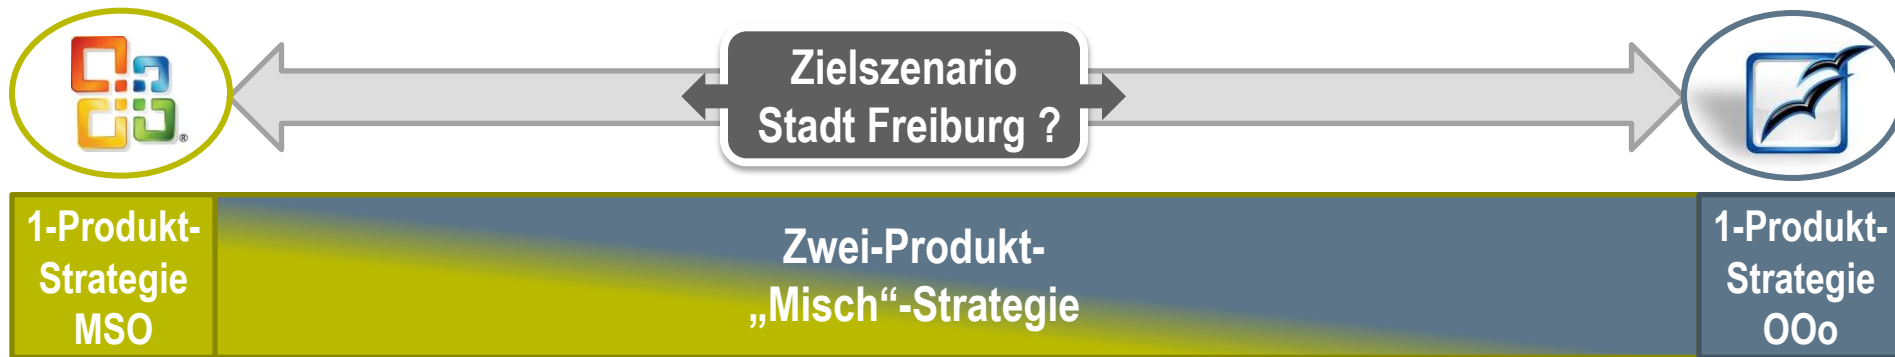 Zielszenario
Stadt Freiburg ?
1-Produkt-
Strategie
MSO
Zwei-Produkt-
„Misch“-Strategie
1-Produkt-
Strategie
OOo